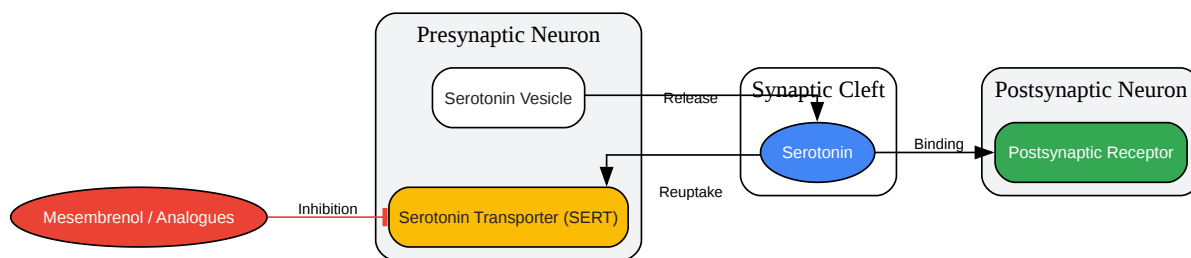 Presynaptic Neuron
Serotonin Vesicle
Release
Synaptic Cleft
Serotonin
Binding
Postsynaptic Neuron
Postsynaptic Receptor
Reuptake
Mesembrenol / Analogues
Inhibition
Serotonin Transporter (SERT)